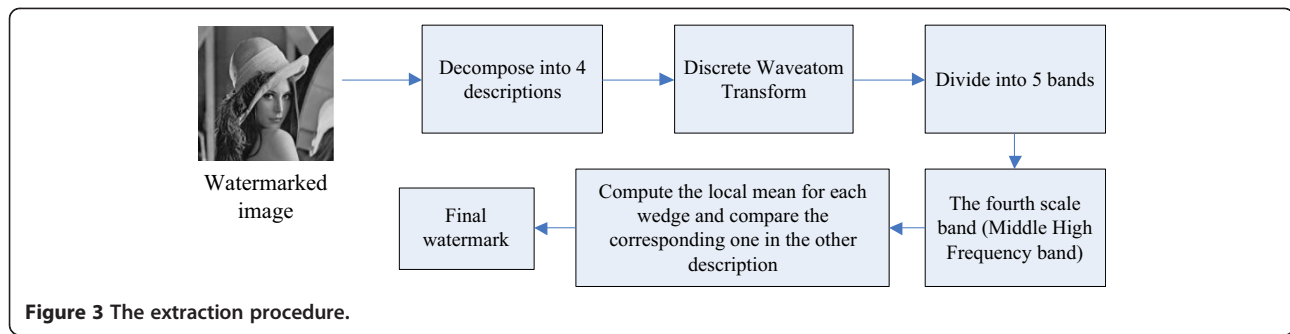 Watermarked
image
Decompose into 4
descriptions
Discrete Waveatom
Transform
Divide into 5 bands
The fourth scale
band (Middle High
Frequency band)
Compute the local mean for each
wedge and compare the
corresponding one in the other
description
Final
watermark
Figure 3 The extraction procedure.